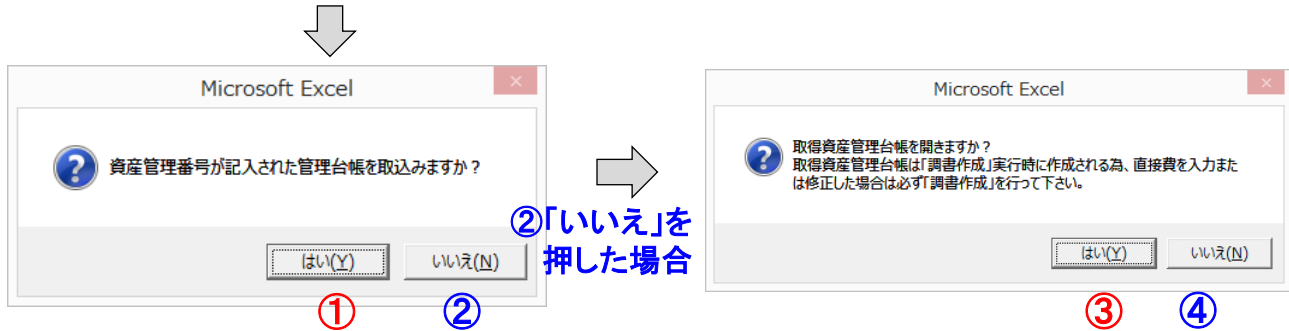 Microsoft Excel
×
資産管理番号が記入された管理台帳を取込みますか？
はい(Y)
いいえ(N)
①
②
②「いいえ」を
押した場合
Microsoft Excel
×
取得資産管理台帳を開きますか？
取得資産管理台帳は「調書作成」実行時に作成される為、直接費を入力また
は修正した場合は必ず「調書作成」を行って下さい。
はい(Y)
いいえ(N)
③
④